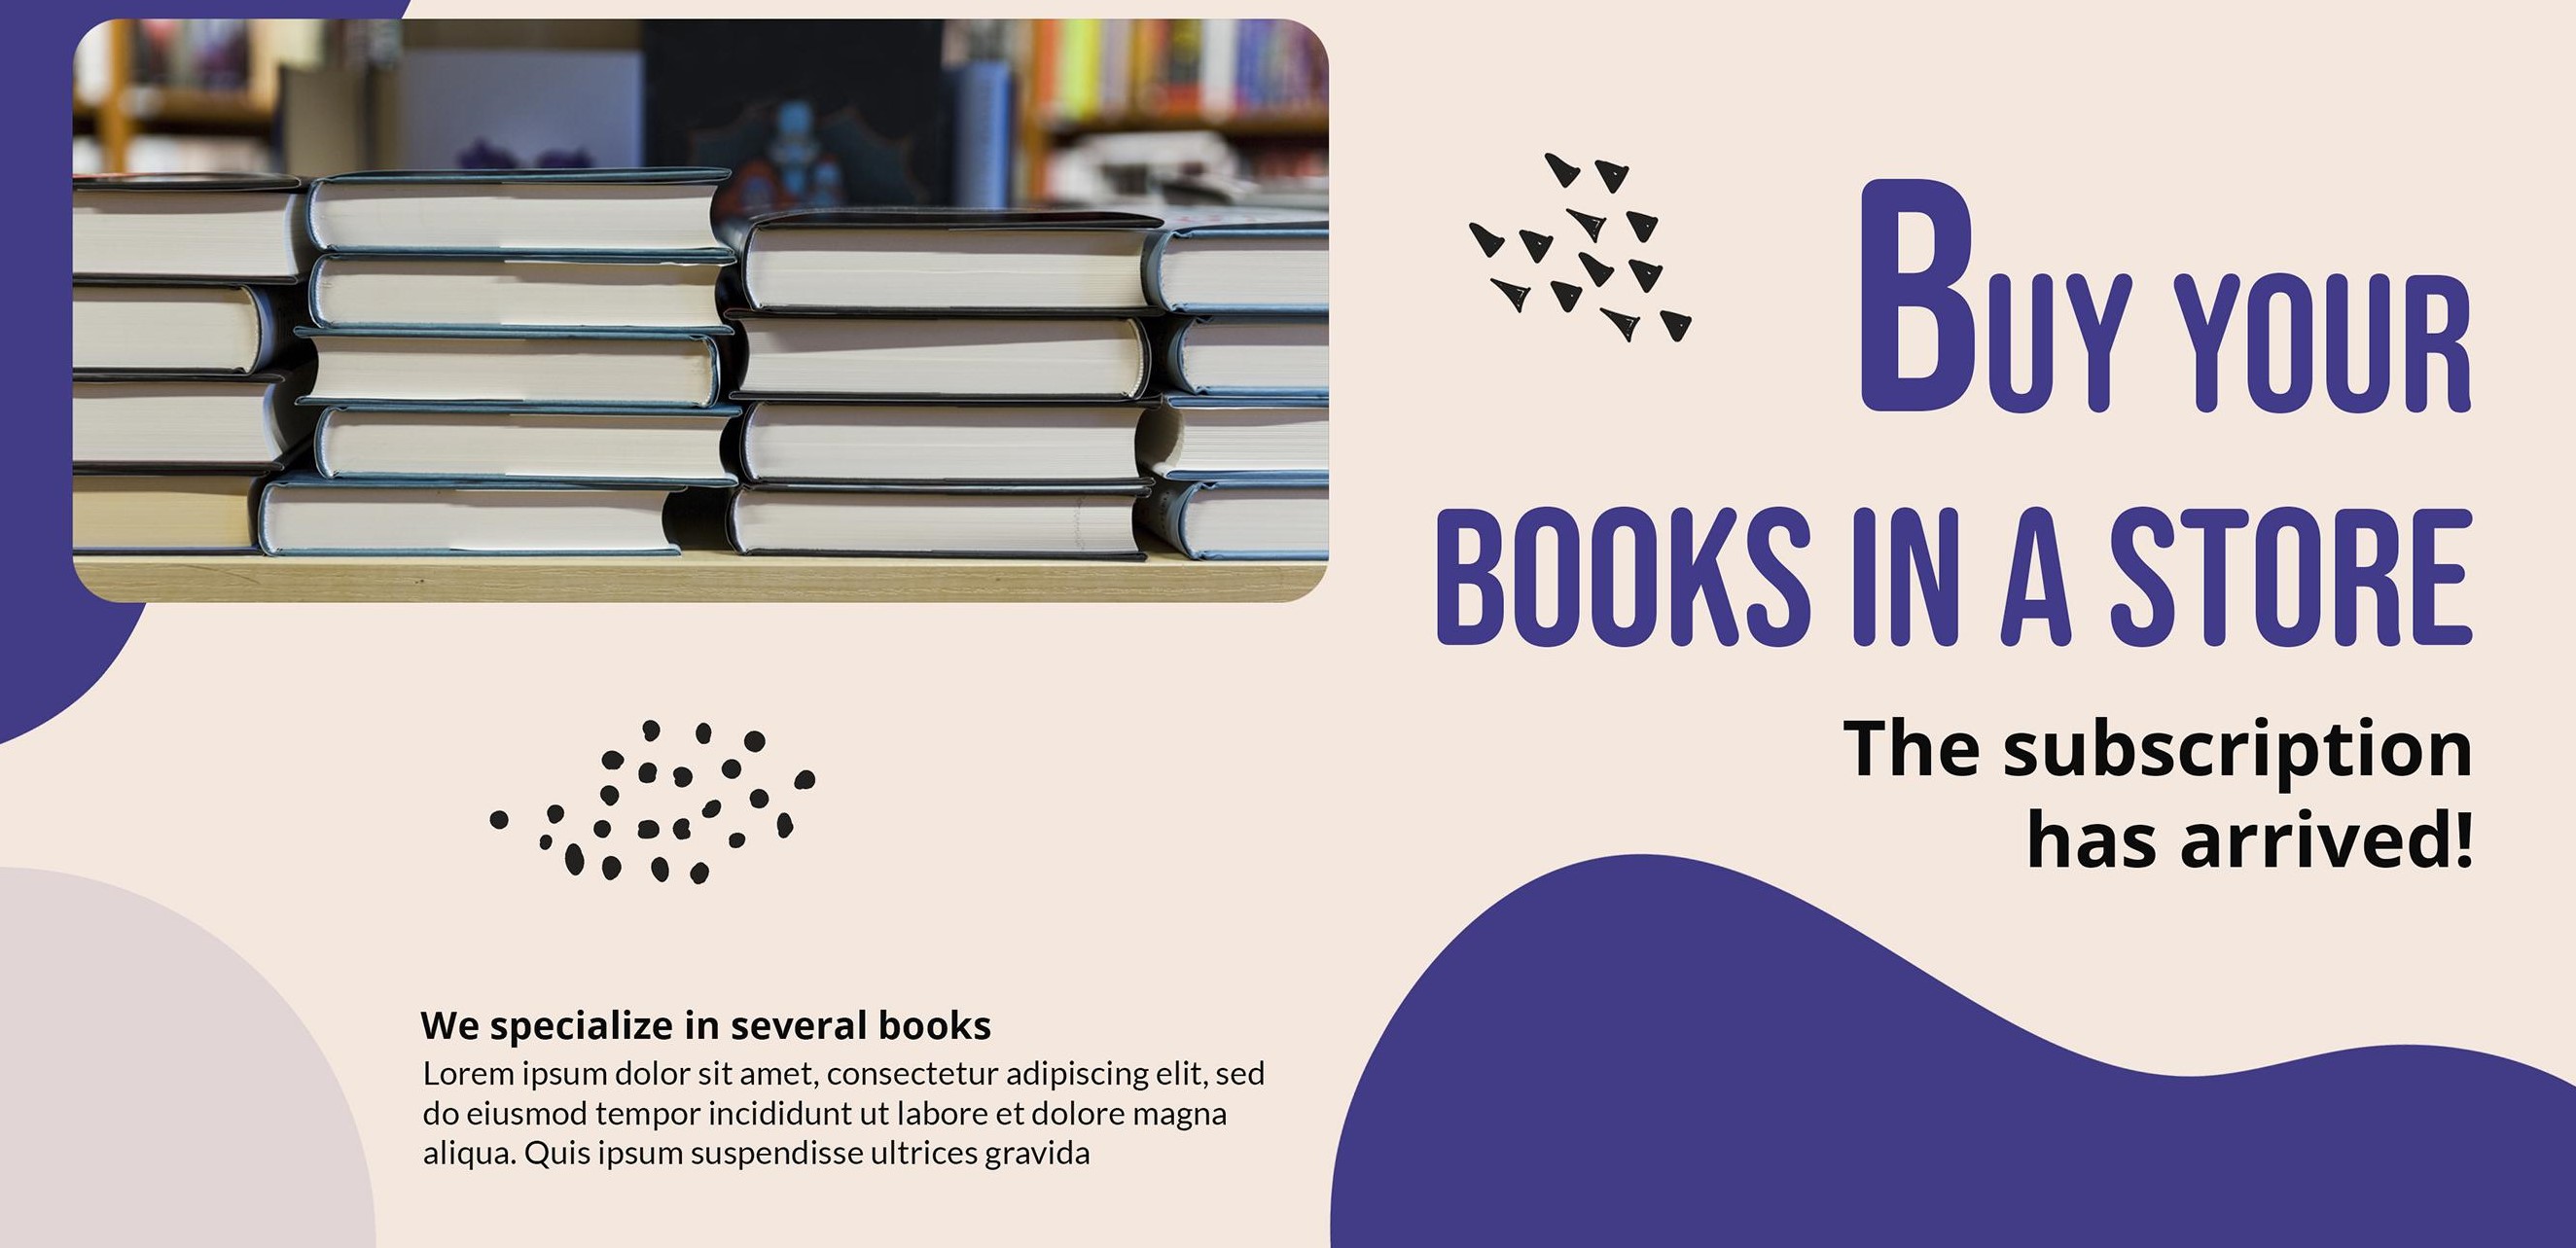 Buy your
books in a store
The subscription
has arrived!
We specialize in several books
Lorem ipsum dolor sit amet, consectetur adipiscing elit, sed
do eiusmod tempor incididunt ut labore et dolore magna
aliqua. Quis ipsum suspendisse ultrices gravida